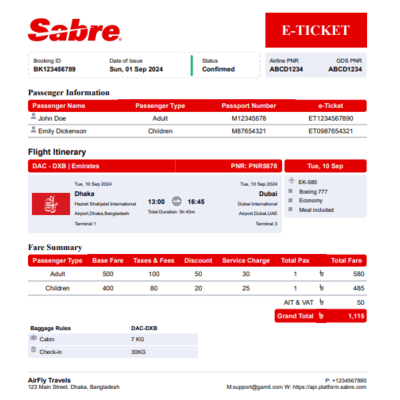 Sabre.
E-TICKET
Booking ID Date of Issue Status Airline PNR GDS PNR
BK123456789 Sun, 01 Sep 2024 Confirmed ABCD1234 ABCD1234
Passenger Information
Passenger Name Passenger Type Passport Number e-Ticket
John Doe Adult M12345678 ET1234567890
Emily Dickenson Children M87654321 ET0987654321
Flight Itinerary
DAC - DXB | Emirates PNR: PNR5678 Tue, 10 Sep
Tue, 10 Sep 2024 Tue, 10 Sep 2024 EK-585
Dhaka 13:00 16:45 Dubai Boeing 777
Hazrat Shahjalal International Total Duration: 5h 45m Dubai International Economy
Airport,Dhaka,Bangladesh Airport,Dubai,UAE Meal included
Terminal 1 Terminal 3
Fare Summary
Passenger Type Base Fare Taxes & Fees Discount Service Charge Total Pax Total Fare
Adult 500 100 50 30 1 ৳ 580
Children 400 80 20 25 1 ৳ 485
AIT & VAT ৳ 50
Grand Total ৳ 1,115
Baggage Rules DAC-DXB
Cabin 7 KG
Check-in 30KG
AirFly Travels P: +1234567890
123 Main Street, Dhaka, Bangladesh M:support@gamil.com W: https://api.platform.sabre.com